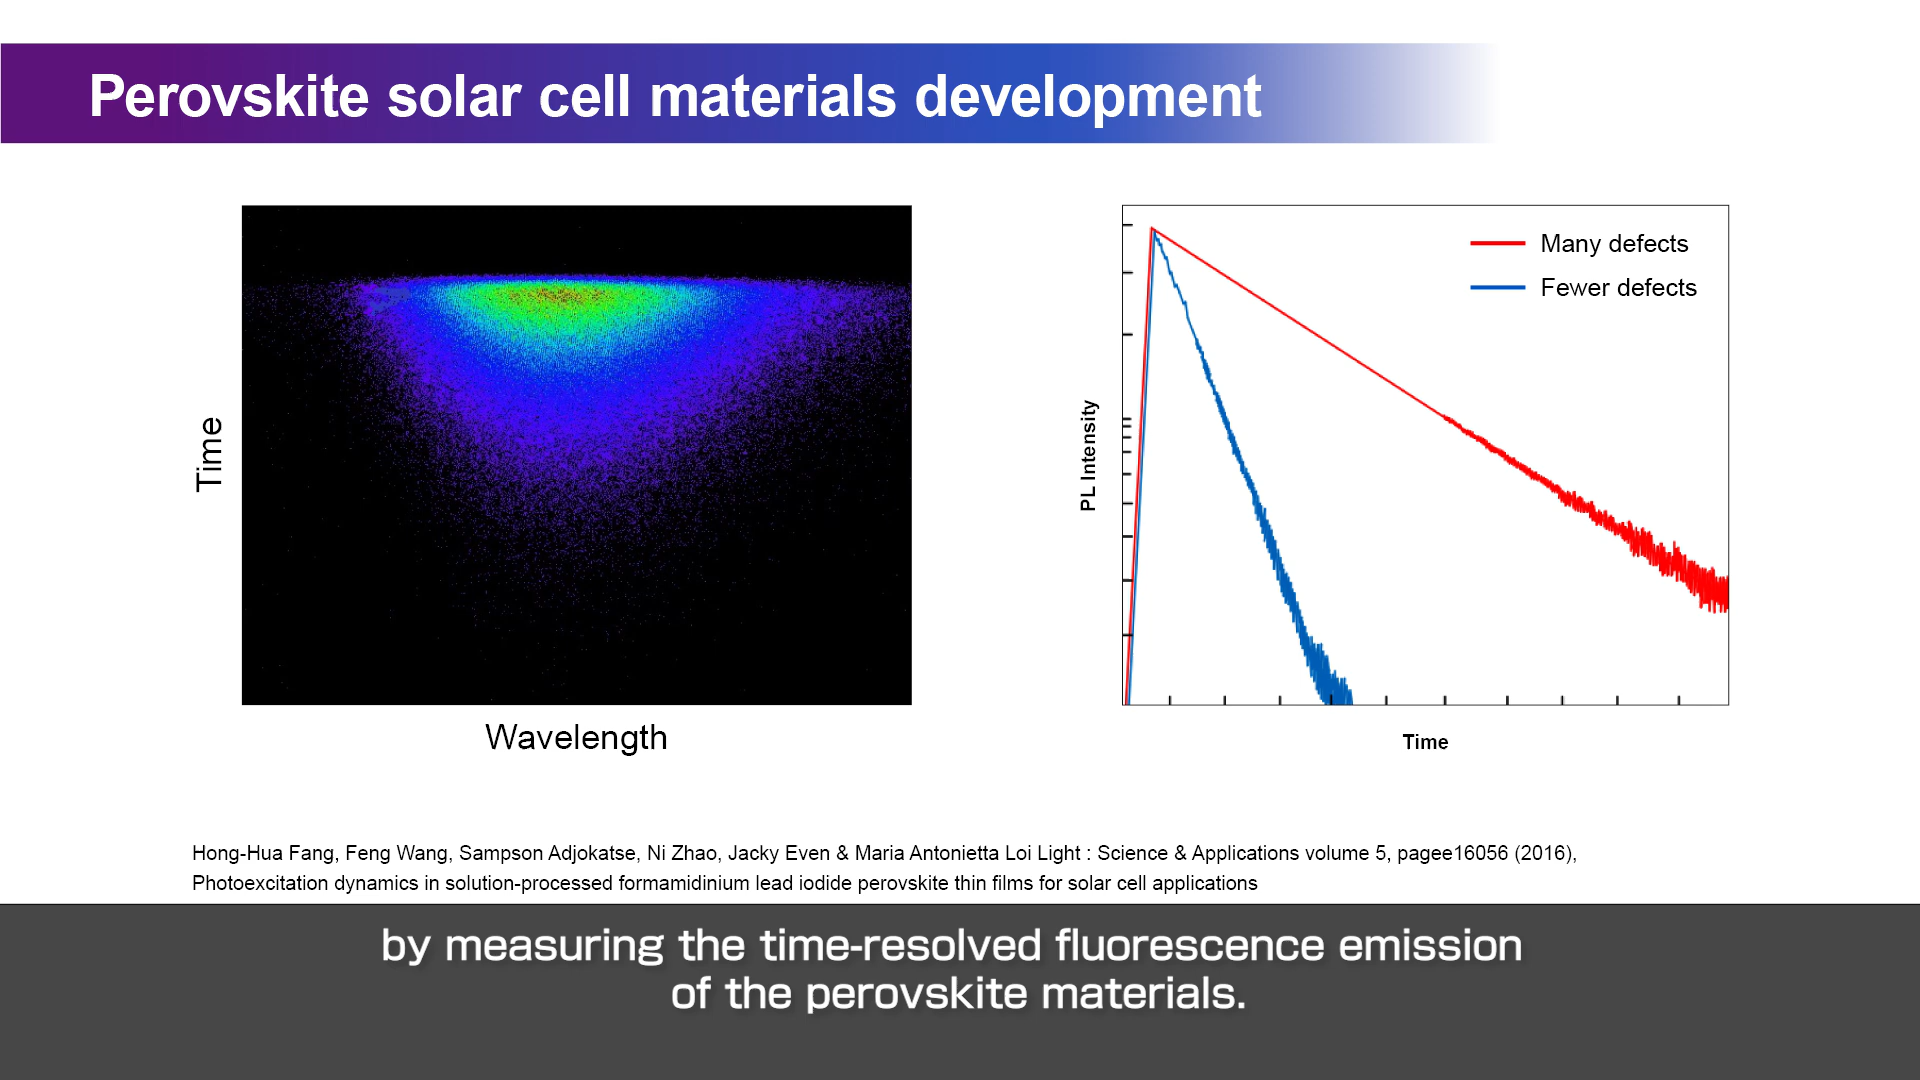 Perovskite solar cell materials development
Time
Wavelength
PL Intensity
Many defects
Fewer defects
Time
Hong-Hua Fang, Feng Wang, Sampson Adjokatse, Ni Zhao, Jacky Even & Maria Antonietta Loi Light : Science & Applications volume 5, pagee16056 (2016),
Photoexcitation dynamics in solution-processed formamidinium lead iodide perovskite thin films for solar cell applications
by measuring the time-resolved fluorescence emission
of the perovskite materials.